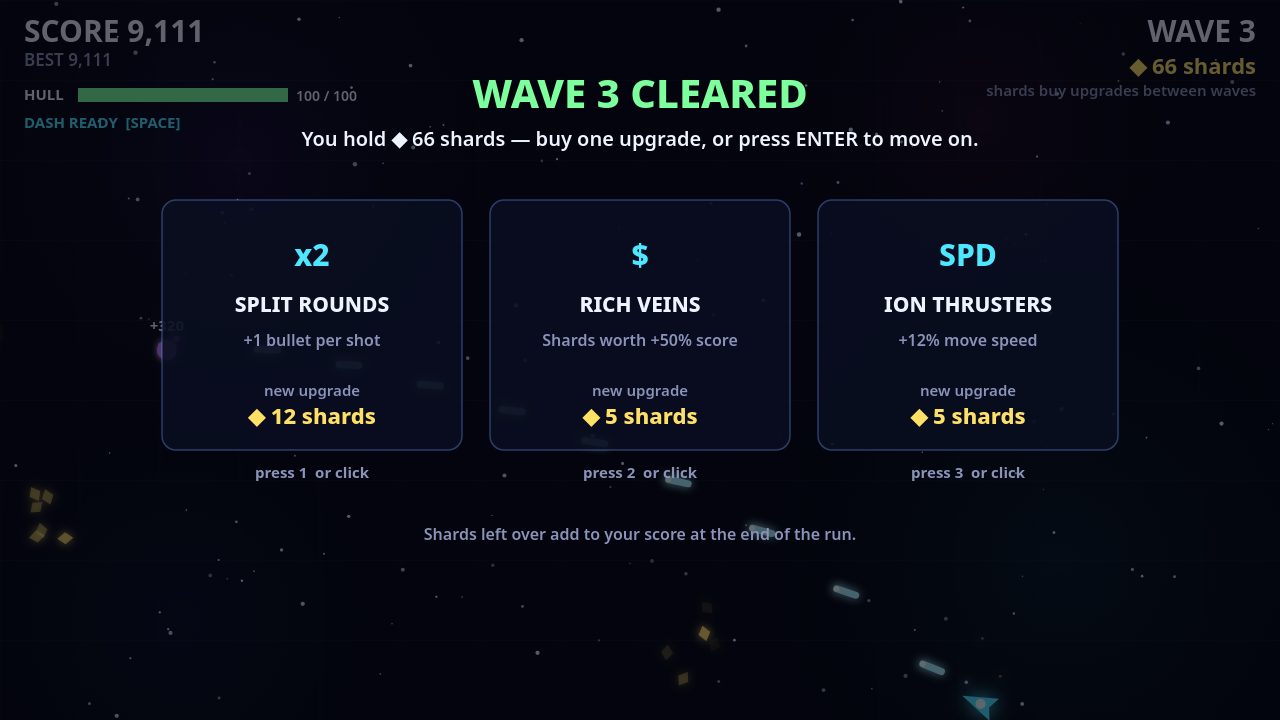 SCORE 9,111
BEST 9,111
HULL 100 / 100
DASH READY [SPACE]
WAVE 3
◆ 66 shards
shards buy upgrades between waves
WAVE 3 CLEARED
You hold ◆ 66 shards — buy one upgrade, or press ENTER to move on.
x2
SPLIT ROUNDS
+1 bullet per shot
new upgrade
◆ 12 shards
press 1 or click
$
RICH VEINS
Shards worth +50% score
new upgrade
◆ 5 shards
press 2 or click
SPD
ION THRUSTERS
+12% move speed
new upgrade
◆ 5 shards
press 3 or click
+320
Shards left over add to your score at the end of the run.